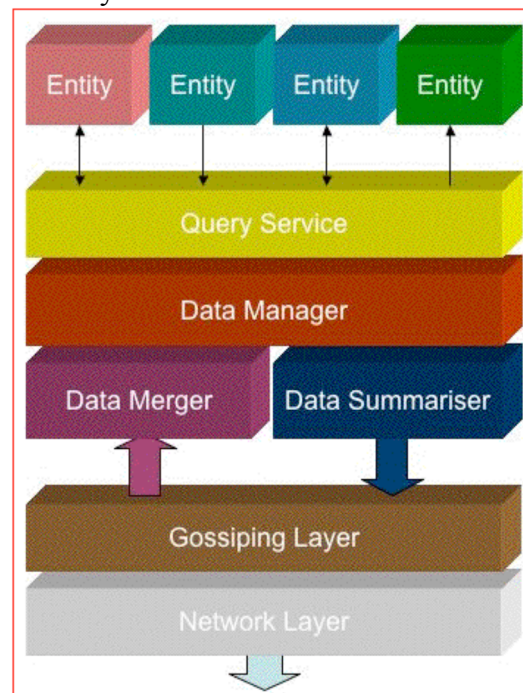 Entity Entity Entity Entity
Query Service
Data Manager
Data Merger Data Summariser
Gossiping Layer
Network Layer